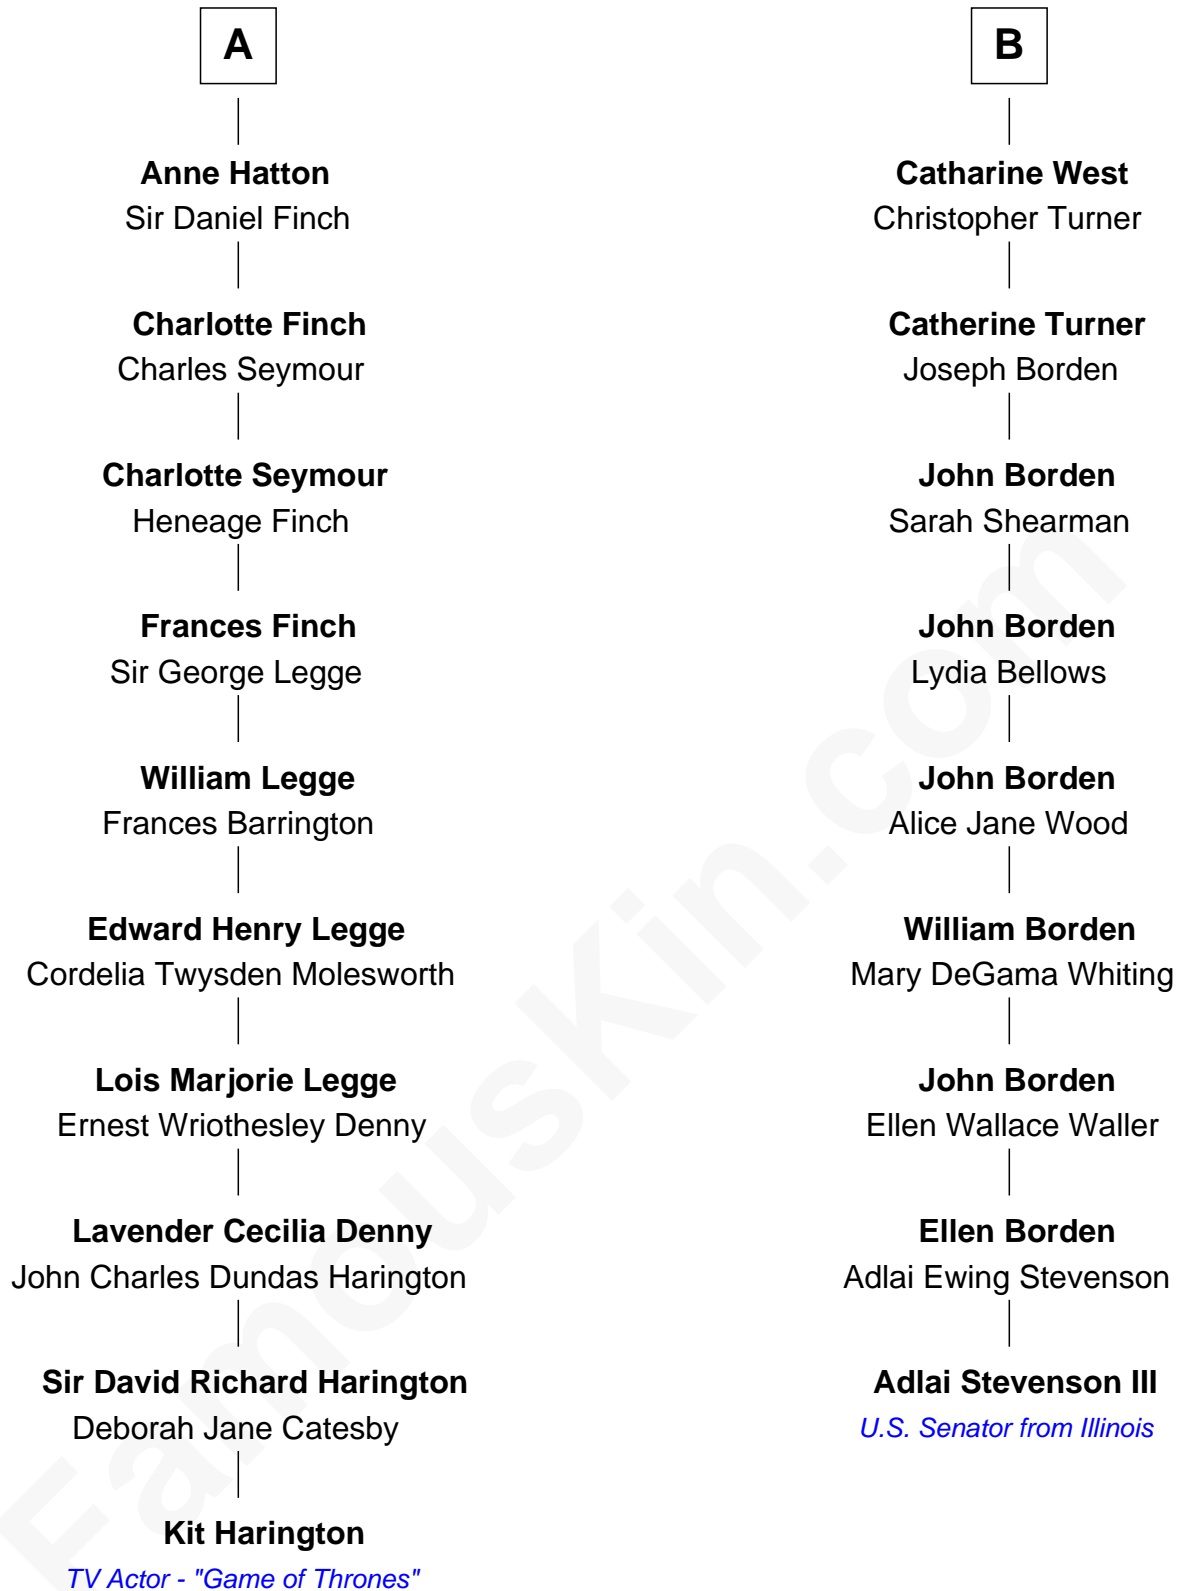 A
Anne Hatton
Sir Daniel Finch
Charlotte Finch
Charles Seymour
Charlotte Seymour
Heneage Finch
Frances Finch
Sir George Legge
William Legge
Frances Barrington
Edward Henry Legge
Cordelia Twysden Molesworth
Lois Marjorie Legge
Ernest Wriothesley Denny
Lavender Cecilia Denny
John Charles Dundas Harington
Sir David Richard Harington
Deborah Jane Catesby
Kit Harington
TV Actor - "Game of Thrones"
B
Catharine West
Christopher Turner
Catherine Turner
Joseph Borden
John Borden
Sarah Shearman
John Borden
Lydia Bellows
John Borden
Alice Jane Wood
William Borden
Mary DeGama Whiting
John Borden
Ellen Wallace Waller
Ellen Borden
Adlai Ewing Stevenson
Adlai Stevenson III
U.S. Senator from Illinois
FamousKin.com